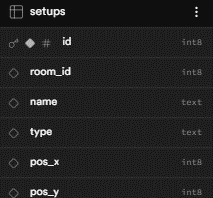 setups
# id int8
room_id int8
name text
type text
pos_x int8
pos_y int8